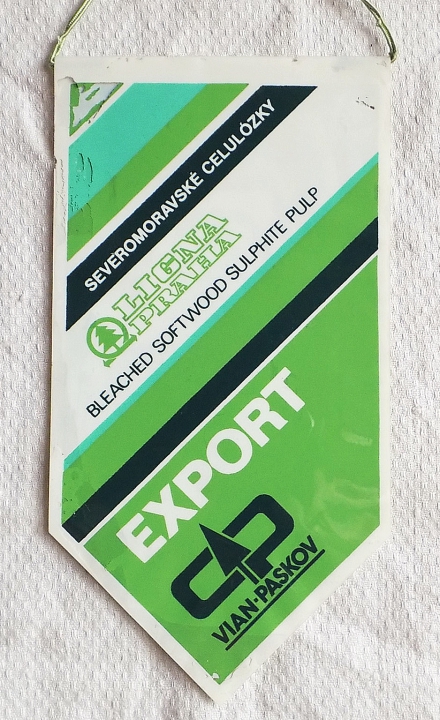 SEVEROMORAVSKÉ CELULÓZKY
LIGNA
PRAHA
BLEACHED SOFTWOOD SULPHITE PULP
EXPORT
VIAN-PASKOV